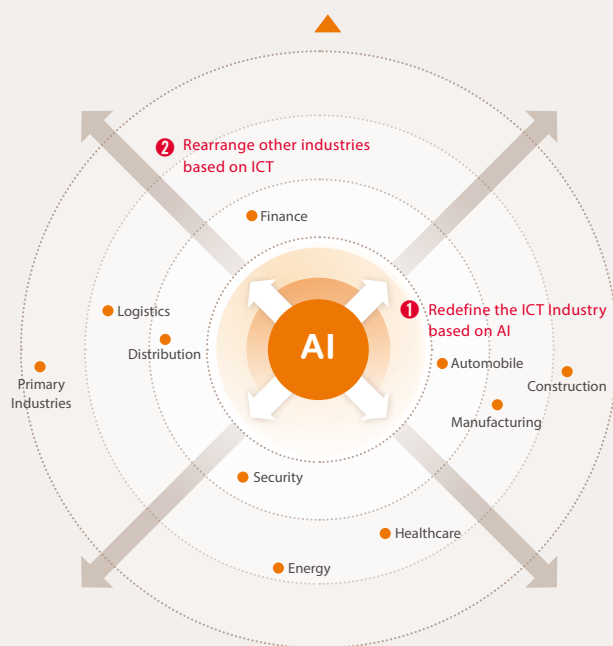 ❷ Rearrange other industries
based on ICT
Finance
❶ Redefine the ICT Industry
based on AI
Logistics
Distribution
AI
Automobile
Primary
Industries
Construction
Manufacturing
Security
Healthcare
Energy